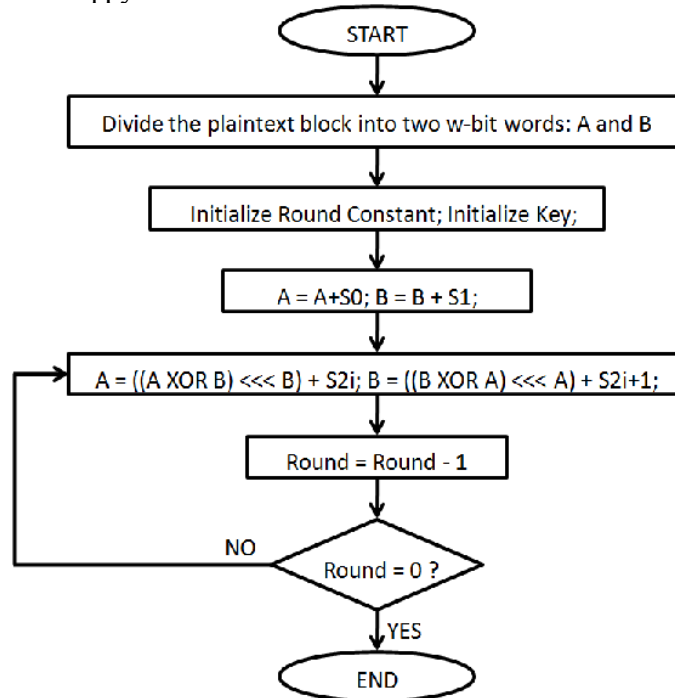 START
Divide the plaintext block into two w-bit words: A and B
Initialize Round Constant; Initialize Key;
A = A+S0; B = B + S1;
A = ((A XOR B) <<< B) + S2i; B = ((B XOR A) <<< A) + S2i+1;
Round = Round - 1
NO
Round = 0 ?
YES
END